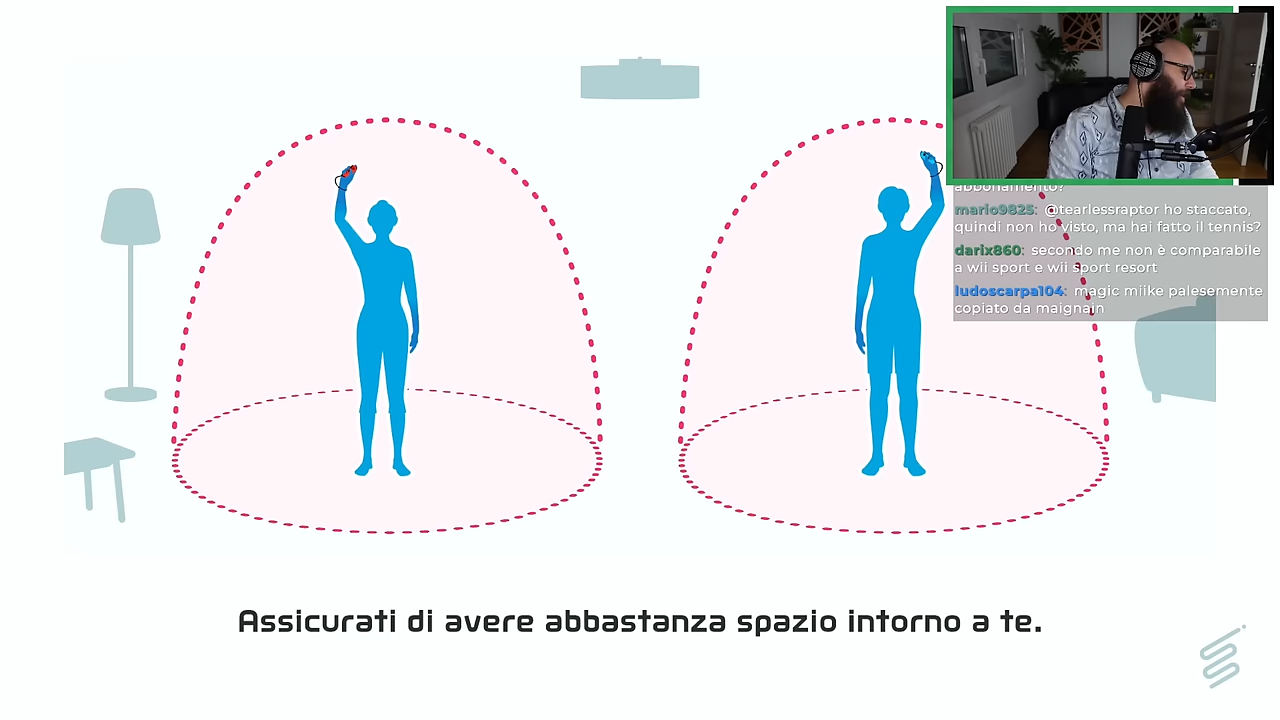 abbonamento?
mario9825: @tearlessraptor ho staccato,
quindi non ho visto, ma hai fatto il tennis?
darix860: secondo me non è comparabile
a wii sport e wii sport resort
ludoscarpa104: magic miike palesemente
copiato da maignain
Assicurati di avere abbastanza spazio intorno a te.